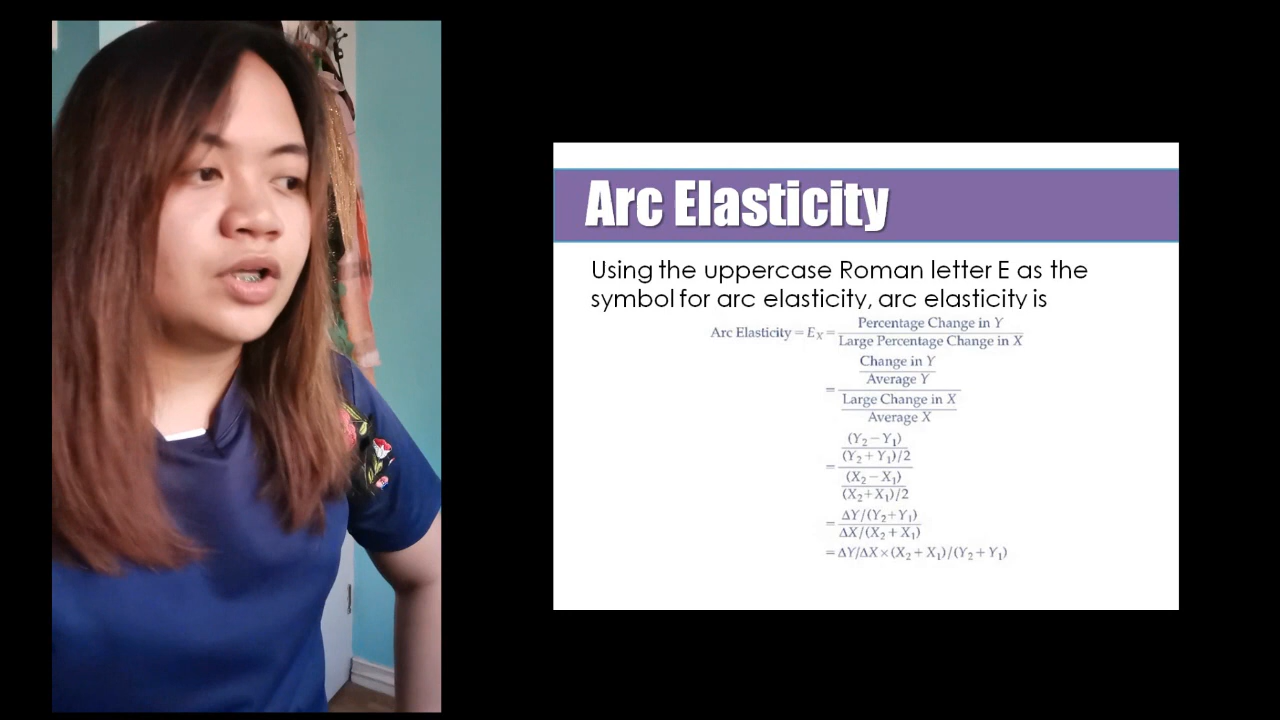 Arc Elasticity
Using the uppercase Roman letter E as the
symbol for arc elasticity, arc elasticity is
Arc Elasticity = E_X = Percentage Change in Y
Large Percentage Change in X
Change in Y
Average Y
=
Large Change in X
Average X
(Y₂ − Y₁)
(Y₂ + Y₁)/2
=
(X₂ − X₁)
(X₂+X₁)/2
= ΔY/(Y₂+Y₁)
ΔX/(X₂ + X₁)
= ΔY/ΔX × (X₂ + X₁)/(Y₂ + Y₁)